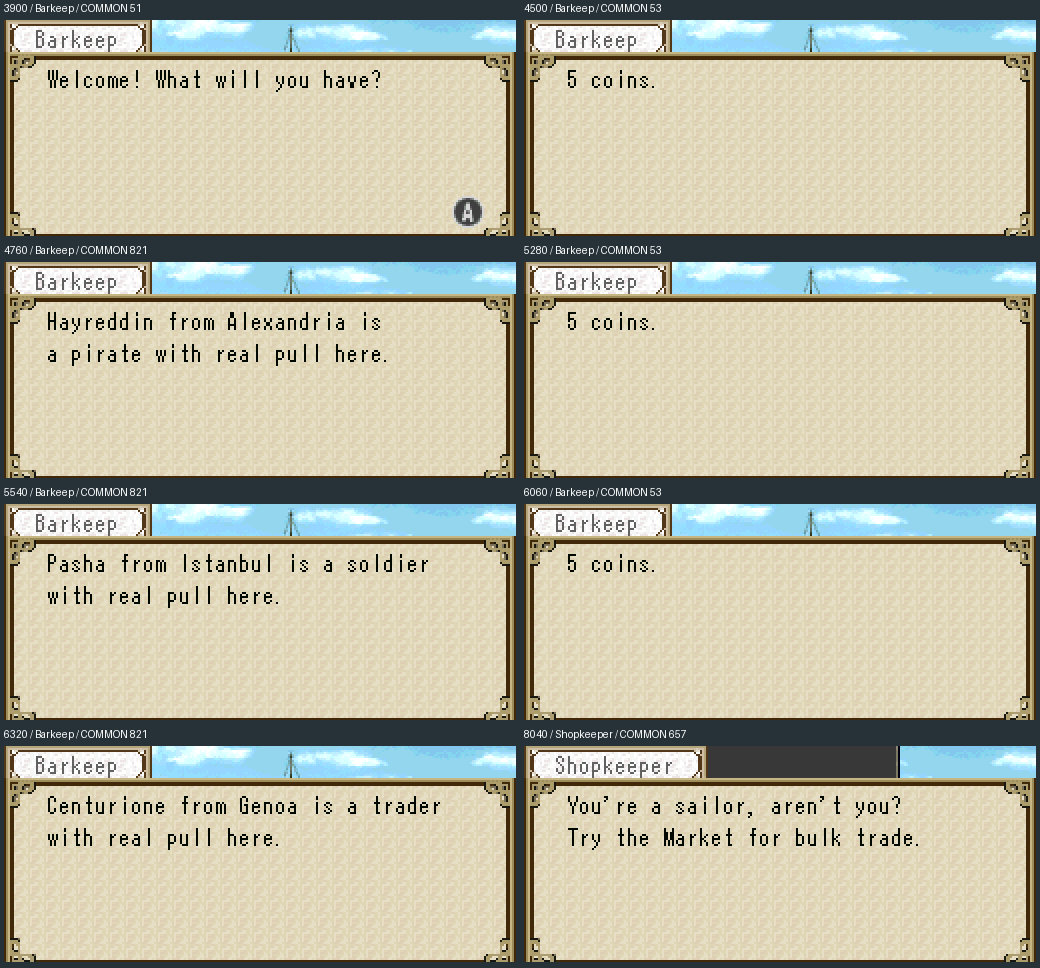 3900 / Barkeep / COMMON 51
Barkeep
Welcome! What will you have?
A
4500 / Barkeep / COMMON 53
Barkeep
5 coins.
4760 / Barkeep / COMMON 821
Barkeep
Hayreddin from Alexandria is
a pirate with real pull here.
5280 / Barkeep / COMMON 53
Barkeep
5 coins.
5540 / Barkeep / COMMON 821
Barkeep
Pasha from Istanbul is a soldier
with real pull here.
6060 / Barkeep / COMMON 53
Barkeep
5 coins.
6320 / Barkeep / COMMON 821
Barkeep
Centurione from Genoa is a trader
with real pull here.
8040 / Shopkeeper / COMMON 657
Shopkeeper
You're a sailor, aren't you?
Try the Market for bulk trade.